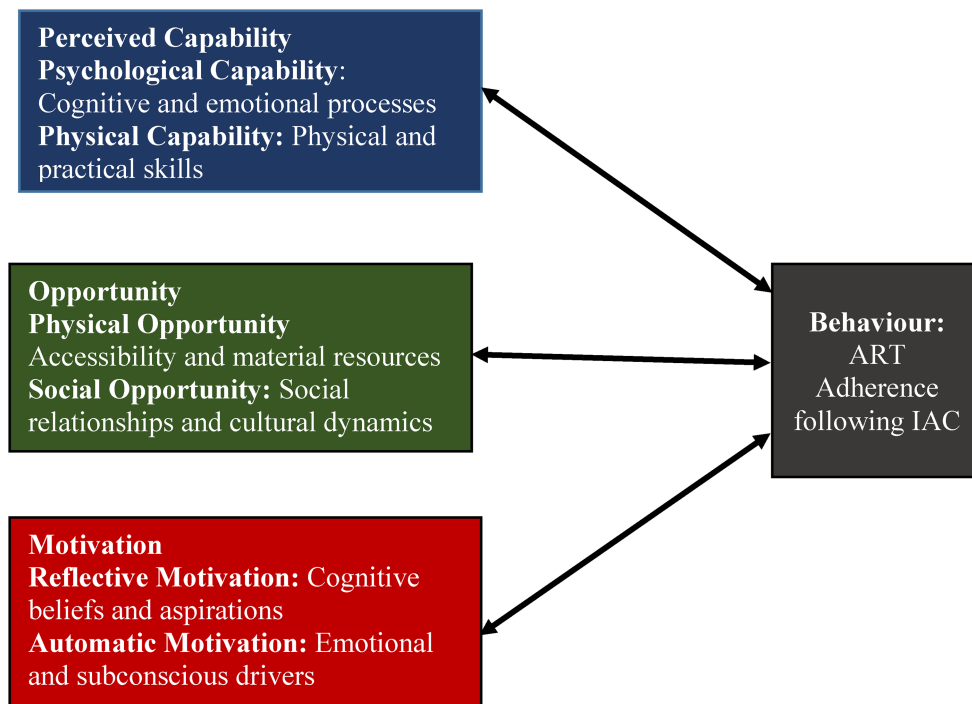 Perceived Capability
Psychological Capability:
Cognitive and emotional processes
Physical Capability: Physical and
practical skills
Opportunity
Physical Opportunity
Accessibility and material resources
Social Opportunity: Social
relationships and cultural dynamics
Motivation
Reflective Motivation: Cognitive
beliefs and aspirations
Automatic Motivation: Emotional
and subconscious drivers
Behaviour:
ART
Adherence
following IAC